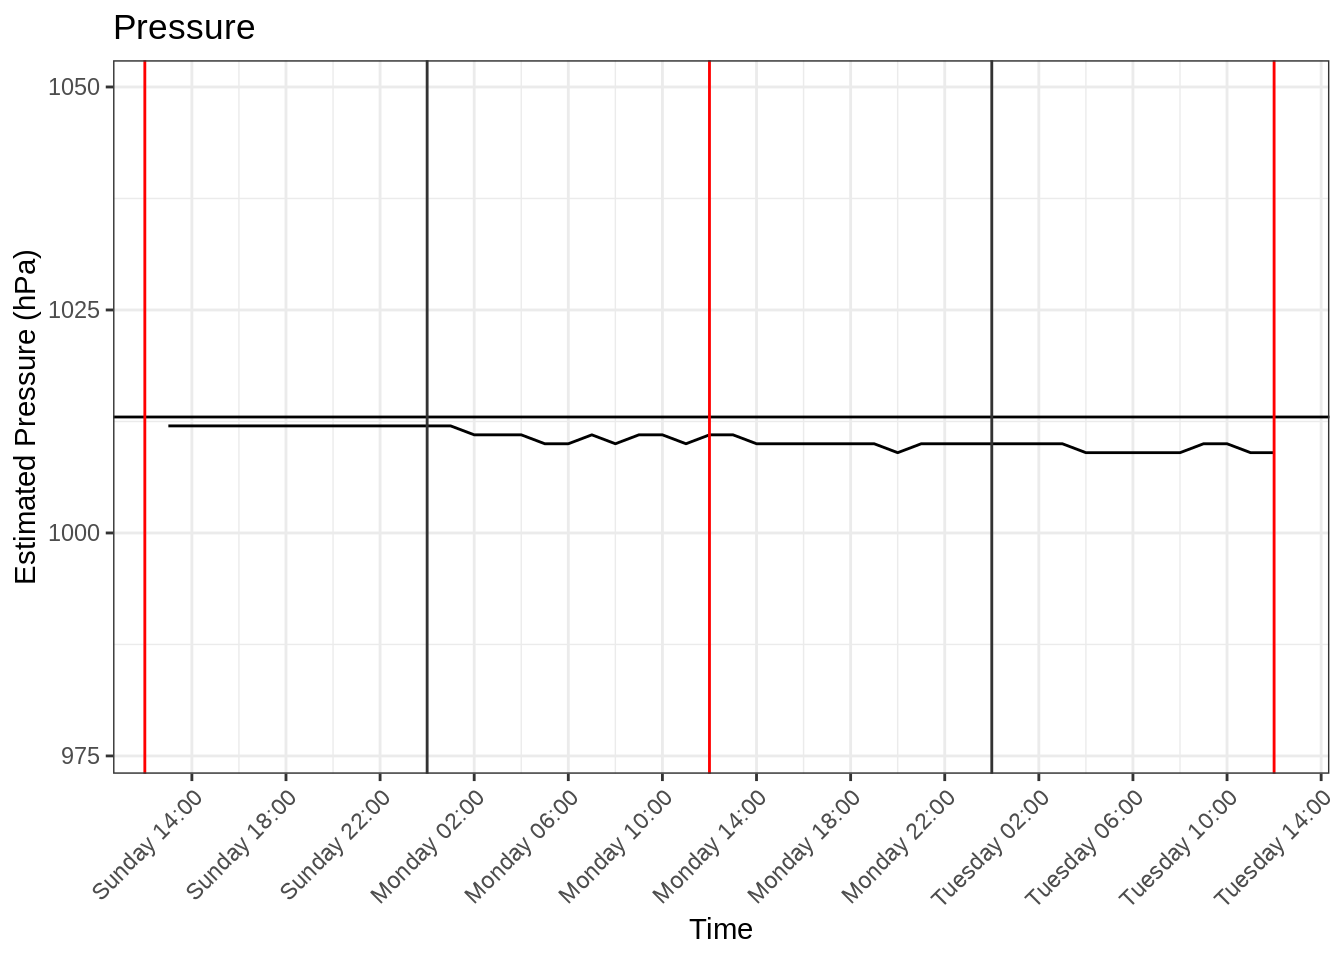 Pressure
Estimated Pressure (hPa)
1050
1025
1000
975
Sunday 14:00
Sunday 18:00
Sunday 22:00
Monday 02:00
Monday 06:00
Monday 10:00
Monday 14:00
Monday 18:00
Monday 22:00
Tuesday 02:00
Tuesday 06:00
Tuesday 10:00
Tuesday 14:00
Time